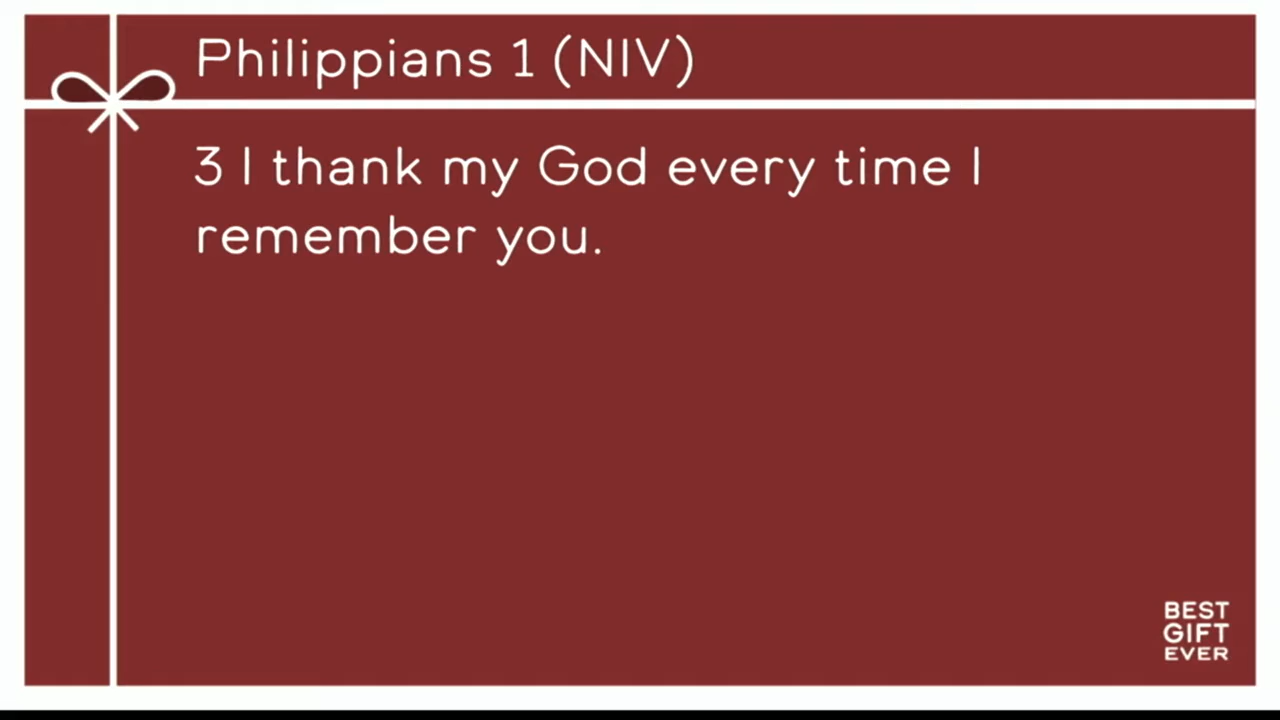 Philippians 1 (NIV)
3 I thank my God every time I
remember you.
BEST
GIFT
EVER